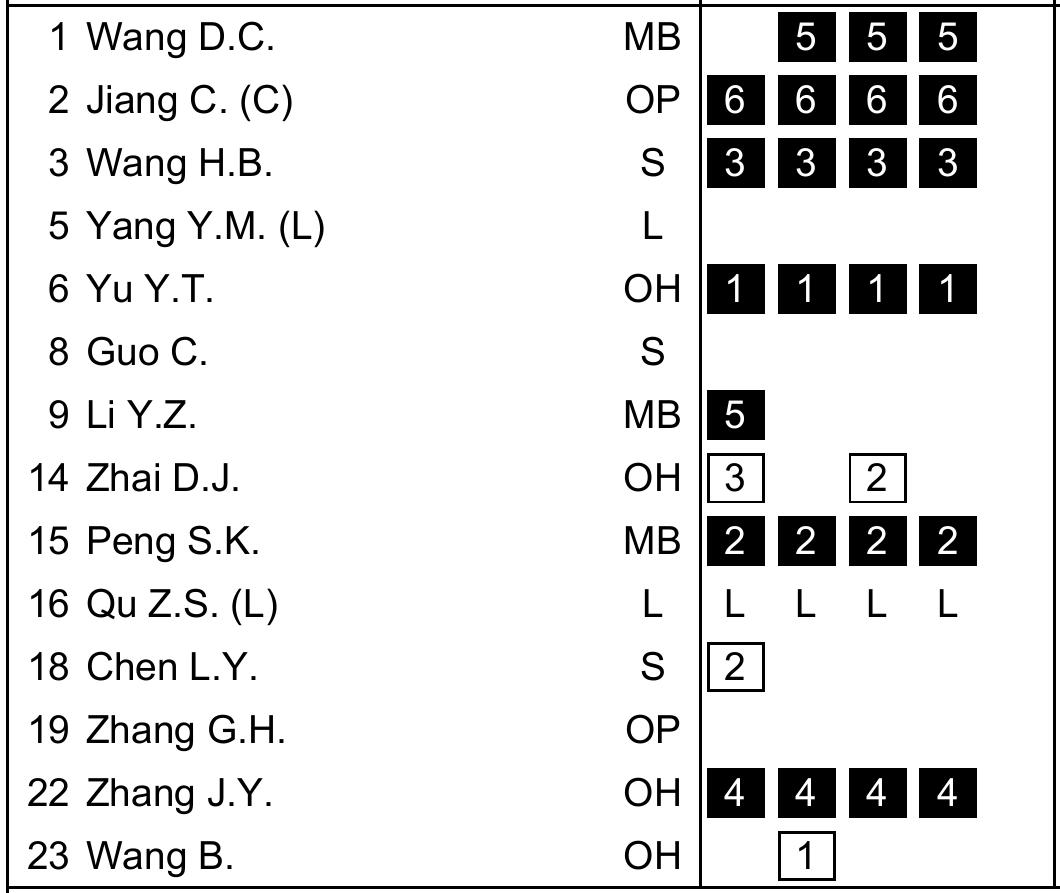 1 Wang D.C. MB 5 5 5
2 Jiang C. (C) OP 6 6 6 6
3 Wang H.B. S 3 3 3 3
5 Yang Y.M. (L) L
6 Yu Y.T. OH 1 1 1 1
8 Guo C. S
9 Li Y.Z. MB 5
14 Zhai D.J. OH 3 2
15 Peng S.K. MB 2 2 2 2
16 Qu Z.S. (L) L L L L L
18 Chen L.Y. S 2
19 Zhang G.H. OP
22 Zhang J.Y. OH 4 4 4 4
23 Wang B. OH 1